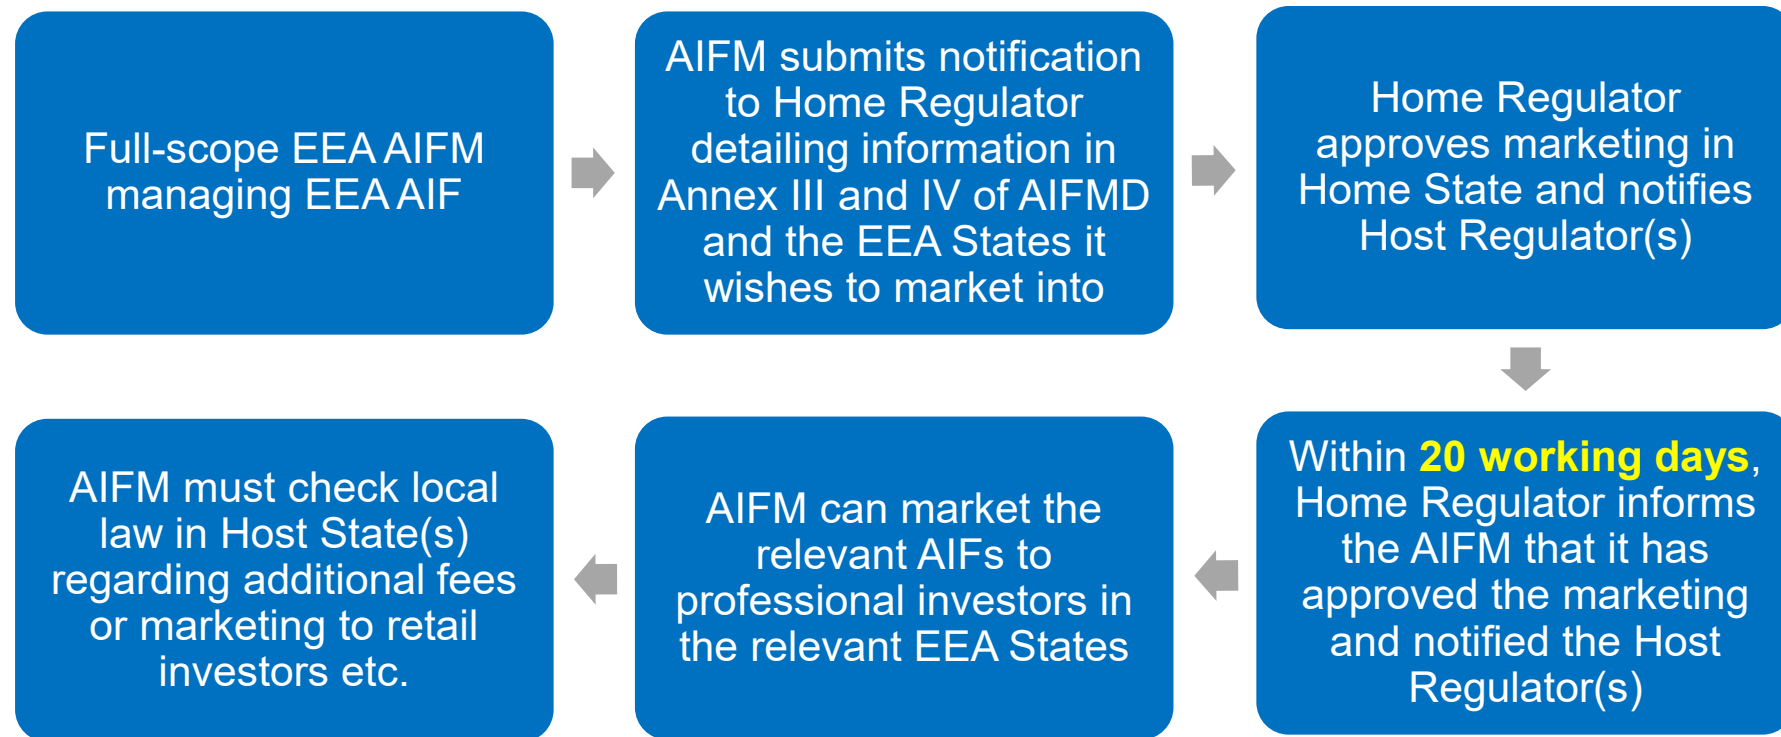 Full-scope EEA AIFM
managing EEA AIF
AIFM submits notification
to Home Regulator
detailing information in
Annex III and IV of AIFMD
and the EEA States it
wishes to market into
Home Regulator
approves marketing in
Home State and notifies
Host Regulator(s)
Within 20 working days,
Home Regulator informs
the AIFM that it has
approved the marketing
and notified the Host
Regulator(s)
AIFM can market the
relevant AIFs to
professional investors in
the relevant EEA States
AIFM must check local
law in Host State(s)
regarding additional fees
or marketing to retail
investors etc.